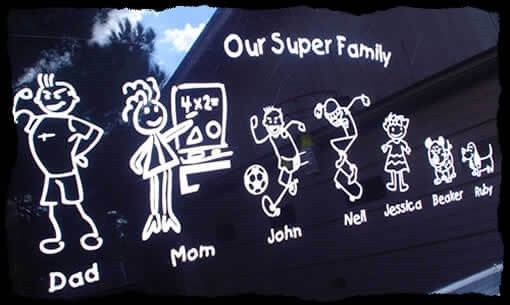 Our Super Family
4x2=
Dad
Mom
John
Neil
Jessica
Beaker
Ruby